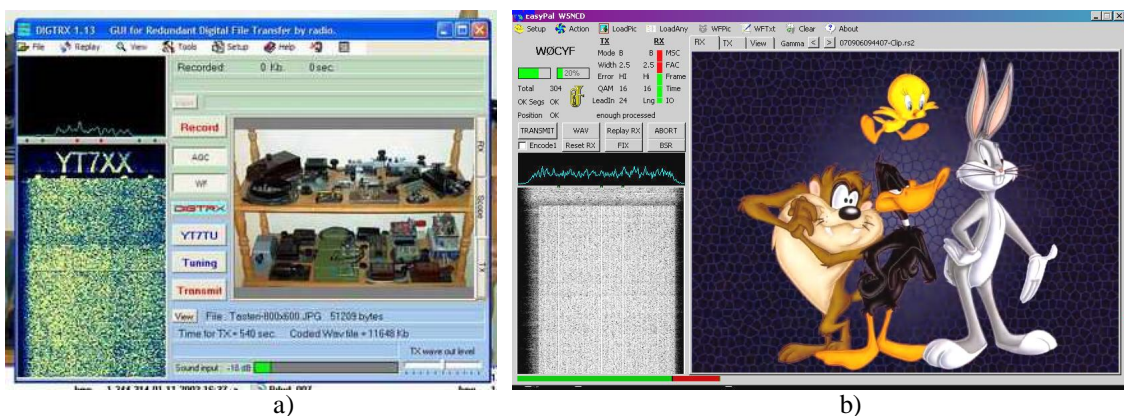 DIGTRX 1.13 GUI for Redundant Digital File Transfer by radio.
File Replay View Tools Setup Help
Recorded: 0 Kb. 0 sec.
Record
AGC
WF
DIGTRX
YT7TU
Tuning
Transmit
YT7XX
RX
Scope
TX
View File : Tasteri-800x600.JPG 51209 bytes
Time for TX = 540 sec. Coded Wav file = 11648 Kb
TX wave out level
Sound input : -18 dB
a)
EasyPal W5NCD
Setup Action LoadPic LoadAny WFPic WFTxt Clear About
RX TX View Gamma < > 070906094407-Clip.rs2
WØCYF
TX RX
Mode B B MSC
Width 2.5 2.5 FAC
20% Error HI Hi Frame
Total 304 QAM 16 16 Time
OK Segs OK LeadIn 24 Lng IO
Position OK enough processed
TRANSMIT WAV Replay RX ABORT
Encode1 Reset RX FIX BSR
b)